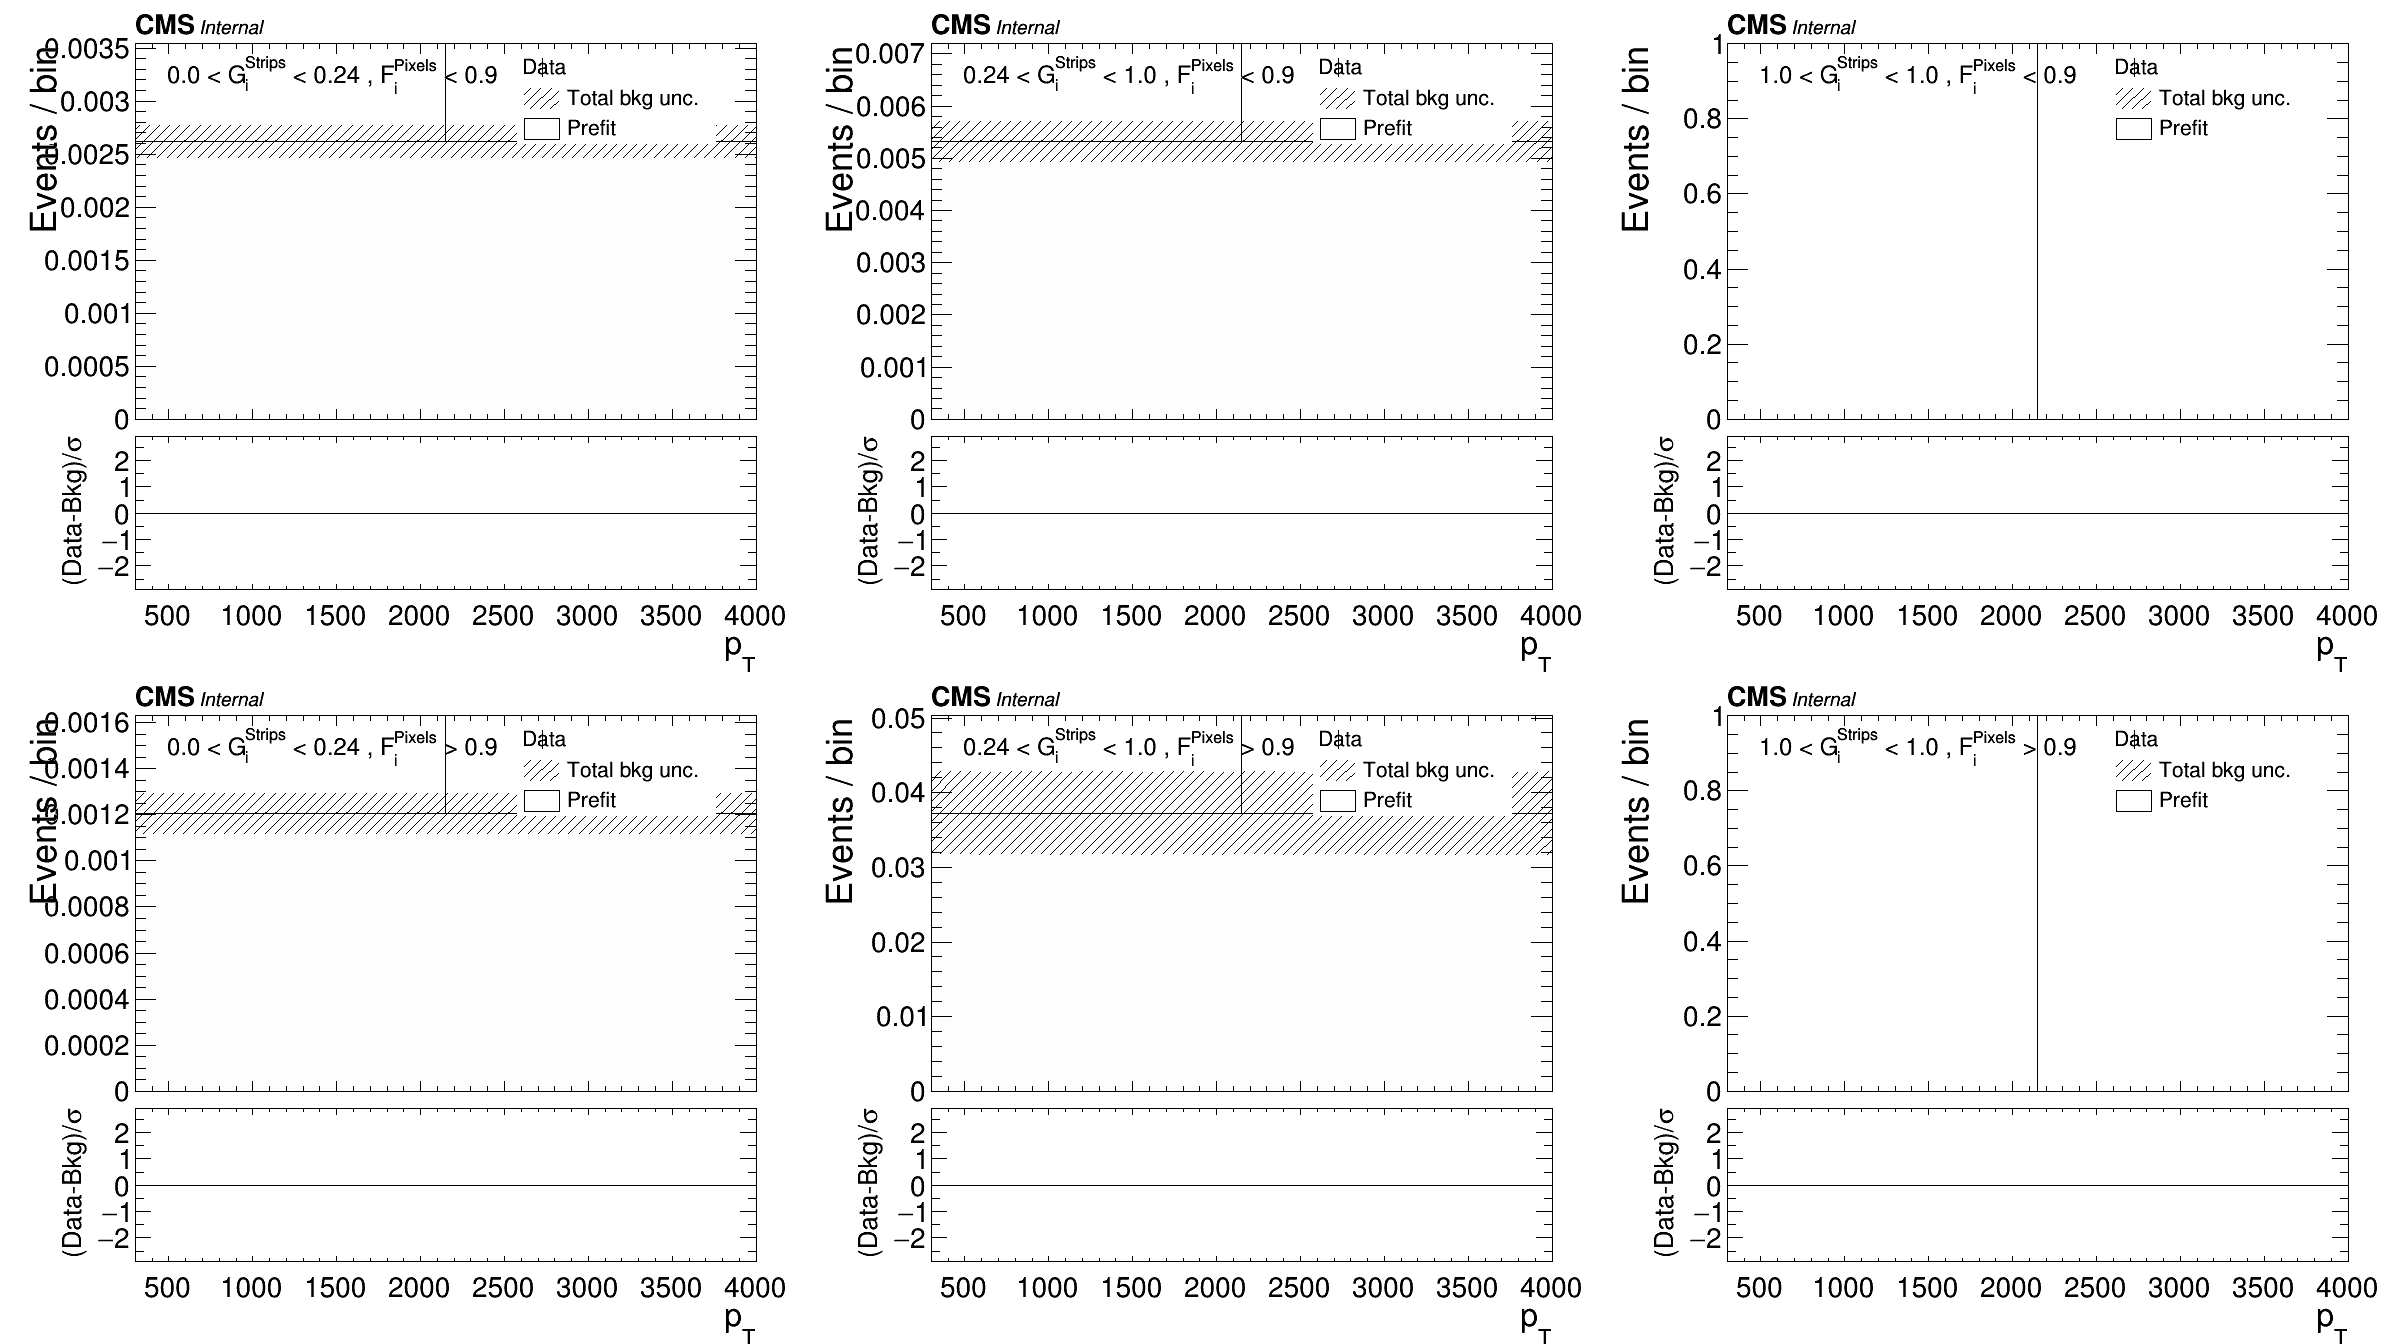 CMS Internal
0.0 < G_i^Strips < 0.24 , F_i^Pixels < 0.9
Data
Total bkg unc.
Prefit
Events / bin
0.0035
0.003
0.0025
0.002
0.0015
0.001
0.0005
0
(Data-Bkg)/σ
2
1
0
−1
−2
500 1000 1500 2000 2500 3000 3500 4000
p_T
CMS Internal
0.24 < G_i^Strips < 1.0 , F_i^Pixels < 0.9
Data
Total bkg unc.
Prefit
Events / bin
0.007
0.006
0.005
0.004
0.003
0.002
0.001
0
(Data-Bkg)/σ
2
1
0
−1
−2
500 1000 1500 2000 2500 3000 3500 4000
p_T
CMS Internal
1.0 < G_i^Strips < 1.0 , F_i^Pixels < 0.9
Data
Total bkg unc.
Prefit
Events / bin
1
0.8
0.6
0.4
0.2
0
(Data-Bkg)/σ
2
1
0
−1
−2
500 1000 1500 2000 2500 3000 3500 4000
p_T
CMS Internal
0.0 < G_i^Strips < 0.24 , F_i^Pixels > 0.9
Data
Total bkg unc.
Prefit
Events / bin
0.0016
0.0014
0.0012
0.001
0.0008
0.0006
0.0004
0.0002
0
(Data-Bkg)/σ
2
1
0
−1
−2
500 1000 1500 2000 2500 3000 3500 4000
p_T
CMS Internal
0.24 < G_i^Strips < 1.0 , F_i^Pixels > 0.9
Data
Total bkg unc.
Prefit
Events / bin
0.05
0.04
0.03
0.02
0.01
0
(Data-Bkg)/σ
2
1
0
−1
−2
500 1000 1500 2000 2500 3000 3500 4000
p_T
CMS Internal
1.0 < G_i^Strips < 1.0 , F_i^Pixels > 0.9
Data
Total bkg unc.
Prefit
Events / bin
1
0.8
0.6
0.4
0.2
0
(Data-Bkg)/σ
2
1
0
−1
−2
500 1000 1500 2000 2500 3000 3500 4000
p_T